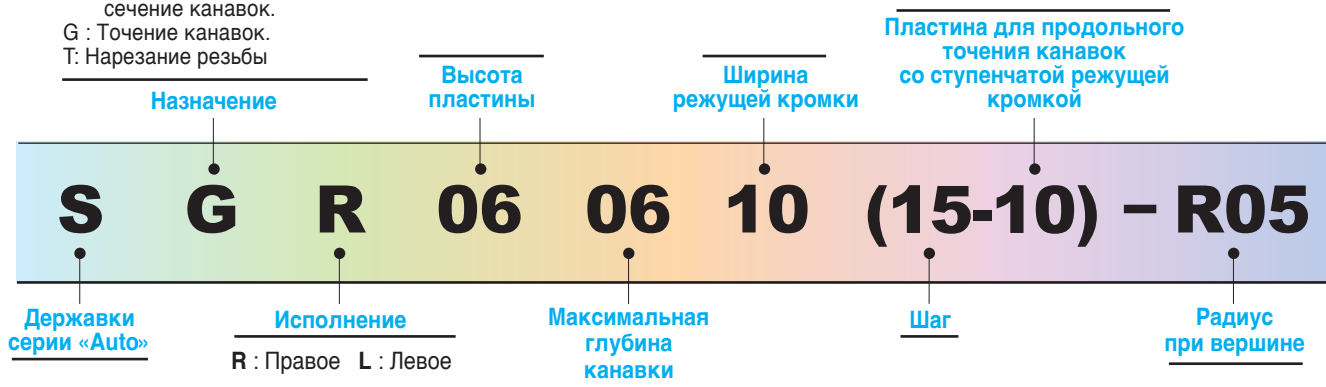 сечение канавок.
G : Точение канавок.
T: Нарезание резьбы
Назначение
Высота
пластины
Ширина
режущей кромки
Пластина для продольного
точения канавок
со ступенчатой режущей
кромкой
S G R 06 06 10 (15-10) – R05
Державки
серии «Auto»
Исполнение
R : Правое L : Левое
Максимальная
глубина
канавки
Шаг
Радиус
при вершине